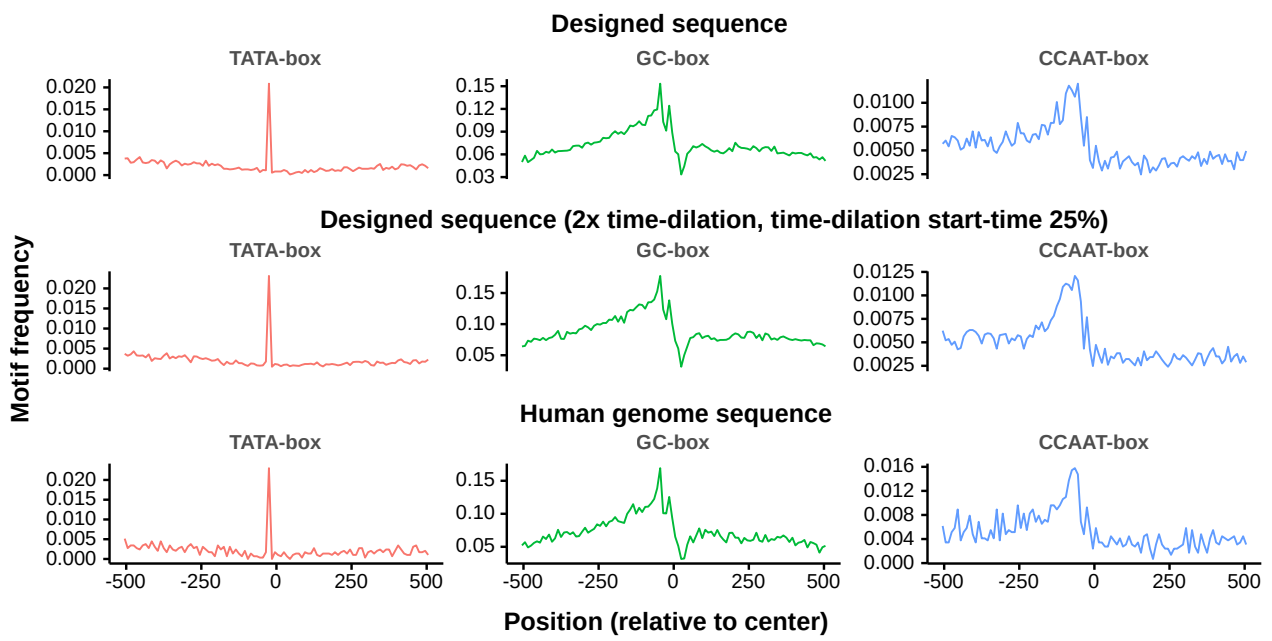 Designed sequence
TATA-box
GC-box
CCAAT-box
0.020
0.015
0.010
0.005
0.000
0.15
0.12
0.09
0.06
0.03
0.0100
0.0075
0.0050
0.0025
Designed sequence (2x time-dilation, time-dilation start-time 25%)
TATA-box
GC-box
CCAAT-box
0.020
0.015
0.010
0.005
0.000
0.15
0.10
0.05
0.0125
0.0100
0.0075
0.0050
0.0025
Motif frequency
Human genome sequence
TATA-box
GC-box
CCAAT-box
0.020
0.015
0.010
0.005
0.000
0.15
0.10
0.05
0.016
0.012
0.008
0.004
0.000
-500 -250 0 250 500
-500 -250 0 250 500
-500 -250 0 250 500
Position (relative to center)